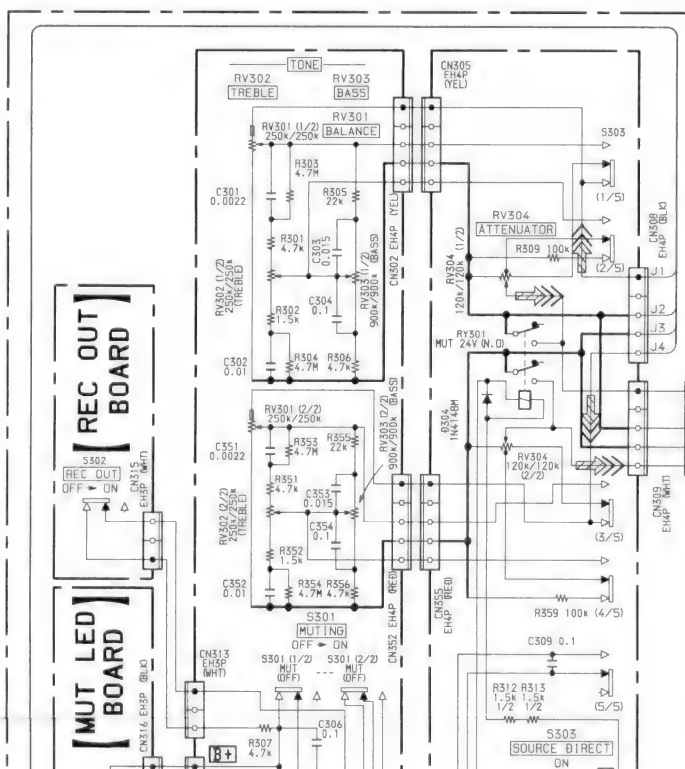 TONE
RV302
TREBLE
RV303
BASS
RV301 (1/2)
250k/250k
RV301
BALANCE
R303
4.7M
C301
0.0022
R305
22k
R301
4.7k
C303
0.015
RV302 (1/2)
250k/250k
(TREBLE)
RV303 (1/2)
900k/900k (BASS)
R302
1.5k
C304
0.1
C302
0.01
R304
4.7M
R306
4.7k
CN302 EH4P (YEL)
CN305
EH4P
(YEL)
S303
(1/5)
RV304
ATTENUATOR
R309 100k
(2/5)
RV304 (1/2)
120k/120k
CN308
EH4P (BLK)
J1
J2
J3
J4
RY301
MUT 24V (N.O)
D304
1N4148M
RV304
120k/120k
(2/2)
CN309
EH4P (WHT)
(3/5)
R359 100k (4/5)
C309 0.1
R312 R313
1.5k 1.5k
1/2 1/2
(5/5)
S303
SOURCE DIRECT
ON
[REC OUT]
BOARD
S302
REC OUT
OFF ON
CN315
EH3P (WHT)
RV301 (2/2)
250k/250k
C351
0.0022
R353
4.7M
R355
22k
RV303 (2/2)
900k/900k (BASS)
R351
4.7k
C353
0.015
RV302 (2/2)
250k/250k
(TREBLE)
C354
0.1
R352
1.5k
C352
0.01
R354 R356
4.7M 4.7k
CN352 EH4P (RED)
CN355
EH4P (RED)
S301
MUTING
OFF ON
S301 (1/2)
MUT
(OFF)
S301 (2/2)
MUT
(OFF)
CN313
EH3P
(WHT)
[MUT LED]
BOARD
CN316 EH3P (BLK)
R307
4.7k
C306
0.1
B+